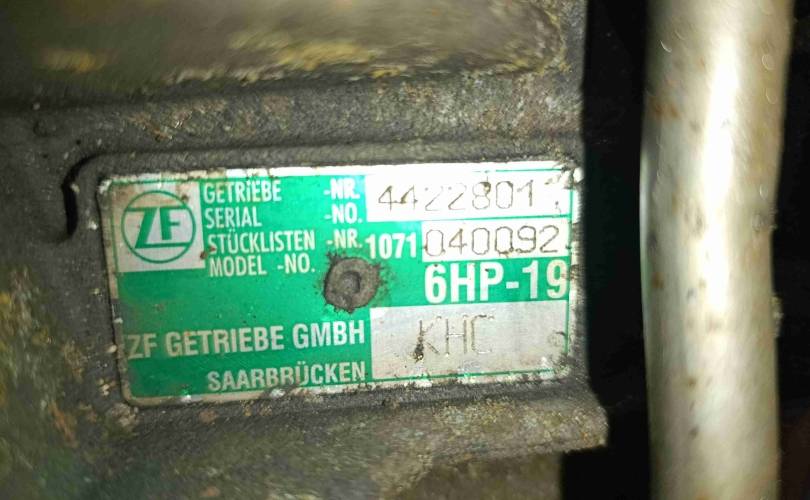 ZF
GETRIEBE -NR. 4422801
SERIAL -NO.
STÜCKLISTEN -NR. 1071 040092
MODEL -NO.
6HP-19
ZF GETRIEBE GMBH KHC
SAARBRÜCKEN